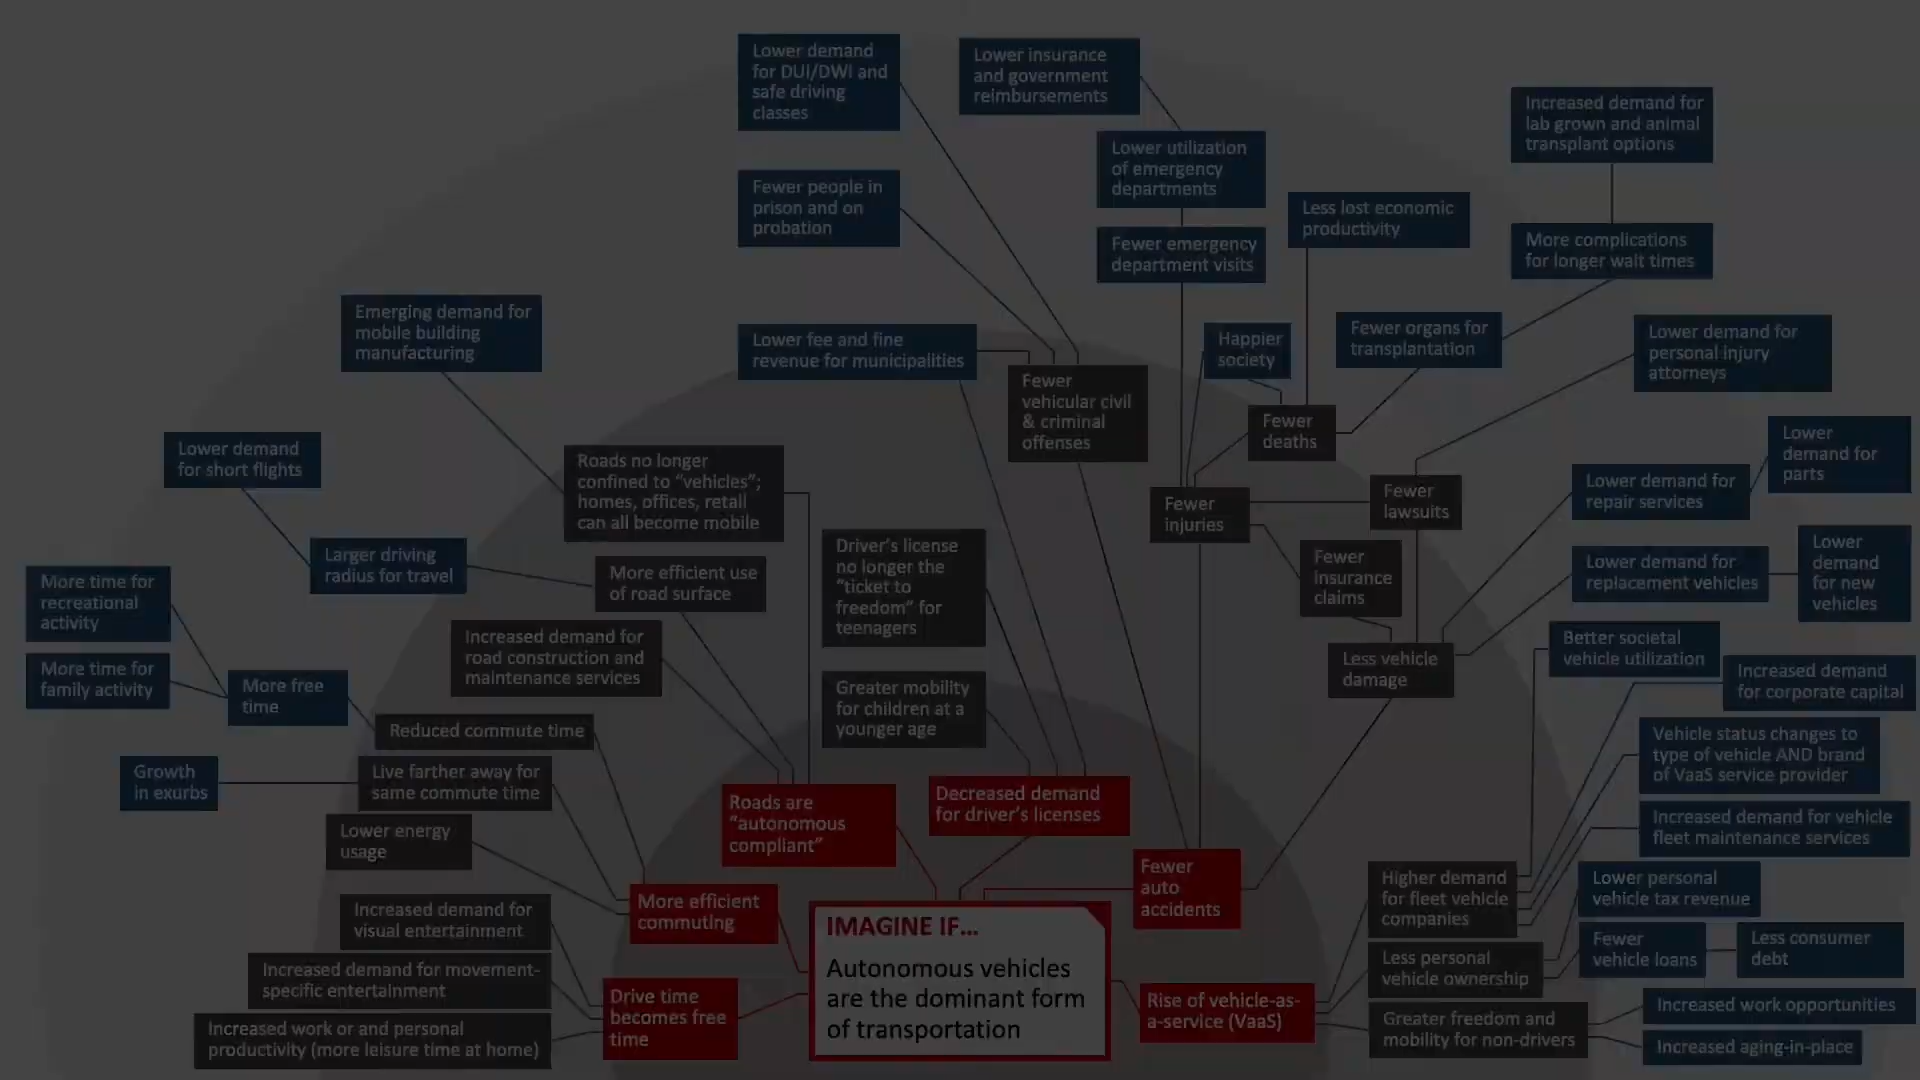 Lower demand
for DUI/DWI and
safe driving
classes
Lower insurance
and government
reimbursements
Increased demand for
lab grown and animal
transplant options
Lower utilization
of emergency
departments
Fewer people in
prison and on
probation
Less lost economic
productivity
Fewer emergency
department visits
More complications
for longer wait times
Emerging demand for
mobile building
manufacturing
Lower fee and fine
revenue for municipalities
Happier
society
Fewer organs for
transplantation
Lower demand for
personal injury
attorneys
Fewer
vehicular civil
& criminal
offenses
Fewer
deaths
Lower demand
for short flights
Roads no longer
confined to “vehicles”;
homes, offices, retail
can all become mobile
Fewer
injuries
Fewer
lawsuits
Lower demand for
repair services
Lower
demand for
parts
Larger driving
radius for travel
More efficient use
of road surface
Driver’s license
no longer the
“ticket to
freedom” for
teenagers
Fewer
insurance
claims
Lower demand for
replacement vehicles
Lower
demand
for new
vehicles
More time for
recreational
activity
Increased demand for
road construction and
maintenance services
More time for
family activity
More free
time
Greater mobility
for children at a
younger age
Less vehicle
damage
Better societal
vehicle utilization
Increased demand
for corporate capital
Reduced commute time
Vehicle status changes to
type of vehicle AND brand
of VaaS service provider
Growth
in exurbs
Live farther away for
same commute time
Roads are
“autonomous
compliant”
Decreased demand
for driver’s licenses
Lower energy
usage
Increased demand for vehicle
fleet maintenance services
Fewer
auto
accidents
Higher demand
for fleet vehicle
companies
Lower personal
vehicle tax revenue
More efficient
commuting
Increased demand for
visual entertainment
IMAGINE IF…
Autonomous vehicles
are the dominant form
of transportation
Less personal
vehicle ownership
Fewer
vehicle loans
Less consumer
debt
Increased demand for movement-
specific entertainment
Drive time
becomes free
time
Rise of vehicle-as-
a-service (VaaS)
Increased work or and personal
productivity (more leisure time at home)
Greater freedom and
mobility for non-drivers
Increased work opportunities
Increased aging-in-place